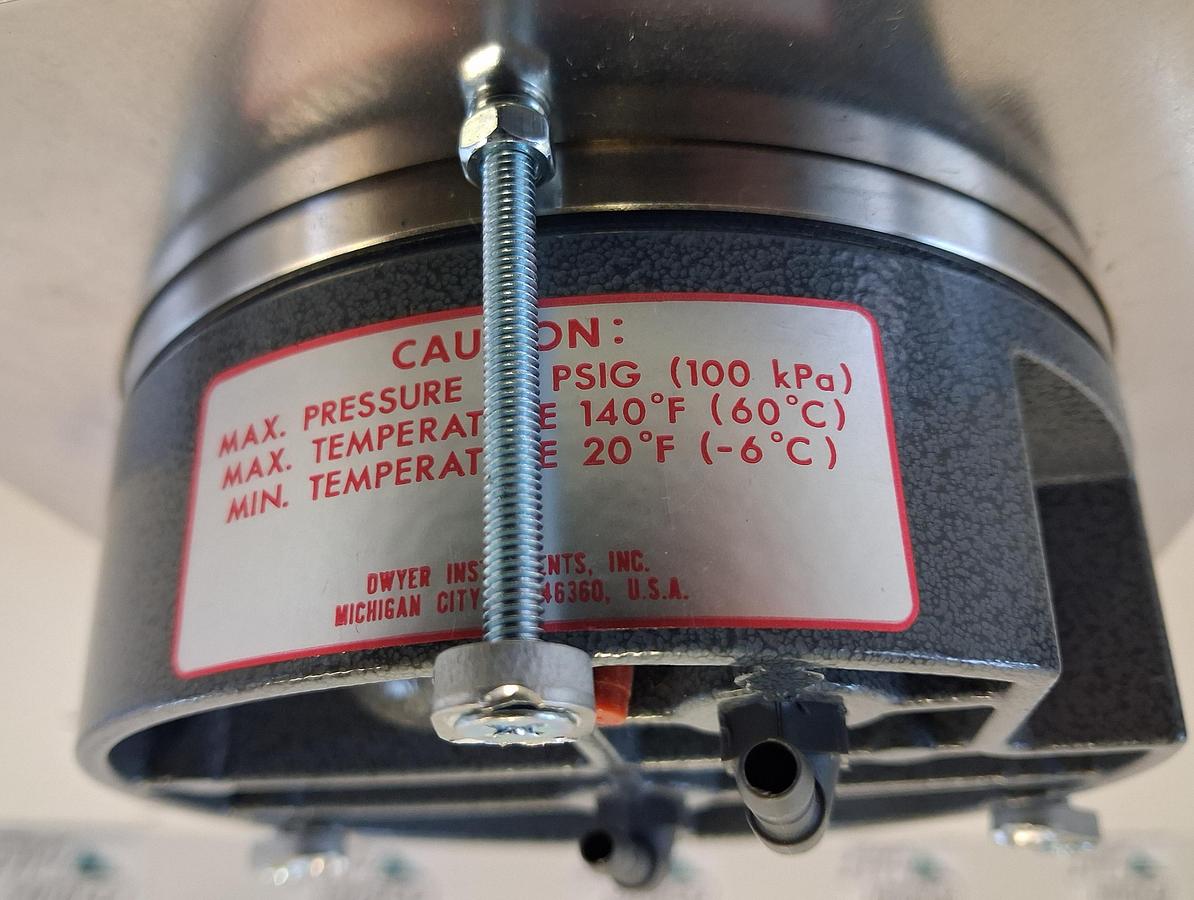 CAU ON:
MAX. PRESSURE PSIG (100 kPa)
MAX. TEMPERAT E 140°F (60°C)
MIN. TEMPERAT E 20°F (-6°C)
DWYER INS ENTS, INC.
MICHIGAN CITY 46360, U.S.A.